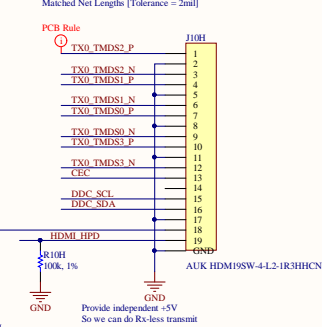 Matched Net Lengths [Tolerance = 2mil]
PCB Rule
i
J10H
TX0_TMDS2_P
1
2
TX0_TMDS2_N
3
TX0_TMDS1_P
4
5
TX0_TMDS1_N
6
TX0_TMDS0_P
7
8
TX0_TMDS0_N
9
TX0_TMDS3_P
10
11
TX0_TMDS3_N
12
CEC
13
14
DDC_SCL
15
DDC_SDA
16
17
18
HDMI_HPD
19
GND
R10H
100k, 1%
AUK HDM19SW-4-L2-1R3HHCN
GND
GND
Provide independent +5V
So we can do Rx-less transmit